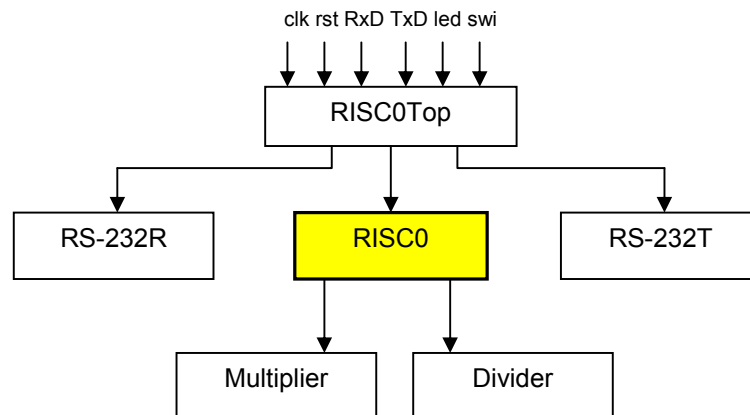 clk rst RxD TxD led swi
RISC0Top
RS-232R
RISC0
RS-232T
Multiplier
Divider